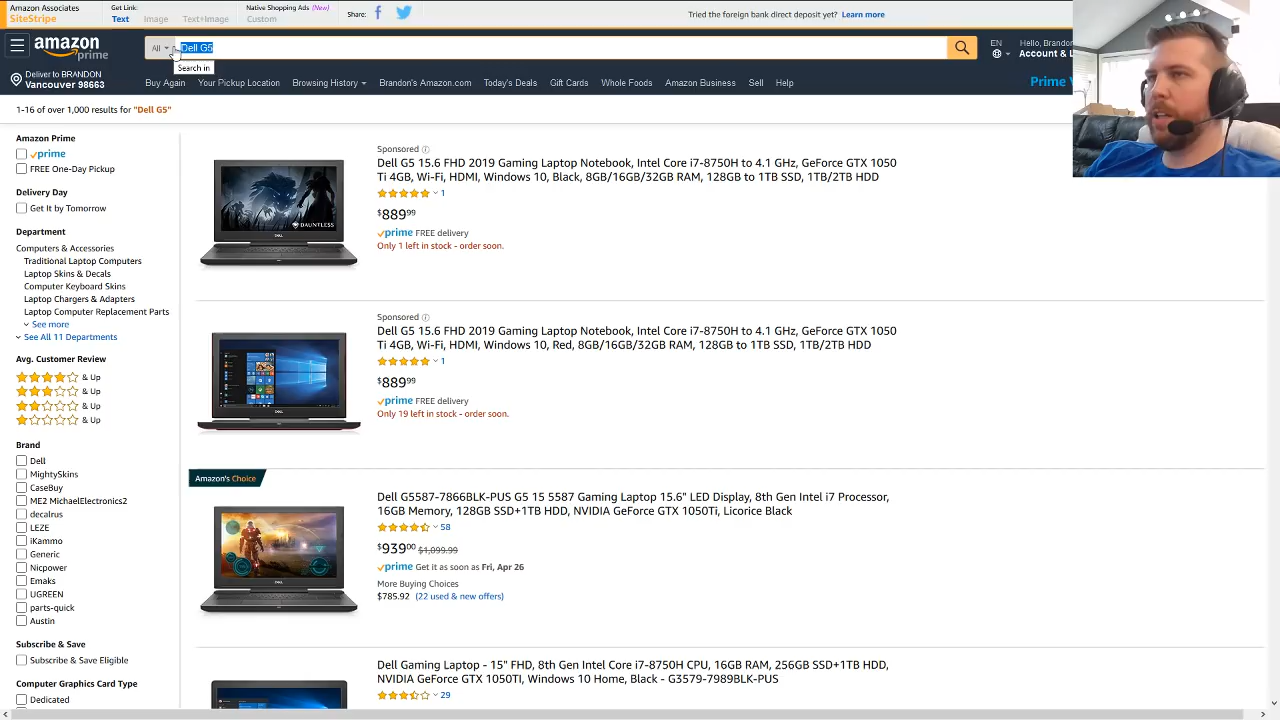 Amazon Associates
SiteStripe
Get Link:
Text
Image
Text+Image
Native Shopping Ads (New)
Custom
Share:
Tried the foreign bank direct deposit yet? Learn more
amazon
prime
All
Dell G5
Search in
EN
Hello, Brandon
Account & L
Deliver to BRANDON
Vancouver 98663
Buy Again
Your Pickup Location
Browsing History
Brandon's Amazon.com
Today's Deals
Gift Cards
Whole Foods
Amazon Business
Sell
Help
Prime V
1-16 of over 1,000 results for "Dell G5"
Amazon Prime
prime
FREE One-Day Pickup
Delivery Day
Get It by Tomorrow
Department
Computers & Accessories
Traditional Laptop Computers
Laptop Skins & Decals
Computer Keyboard Skins
Laptop Chargers & Adapters
Laptop Computer Replacement Parts
See more
See All 11 Departments
Avg. Customer Review
& Up
& Up
& Up
& Up
Brand
Dell
MightySkins
CaseBuy
ME2 MichaelElectronics2
decalrus
LEZE
iKammo
Generic
Nicpower
Emaks
UGREEN
parts-quick
Austin
Subscribe & Save
Subscribe & Save Eligible
Computer Graphics Card Type
Dedicated
Sponsored
Dell G5 15.6 FHD 2019 Gaming Laptop Notebook, Intel Core i7-8750H to 4.1 GHz, GeForce GTX 1050
Ti 4GB, Wi-Fi, HDMI, Windows 10, Black, 8GB/16GB/32GB RAM, 128GB to 1TB SSD, 1TB/2TB HDD
1
$889.99
prime FREE delivery
Only 1 left in stock - order soon.
DAUNTLESS
Sponsored
Dell G5 15.6 FHD 2019 Gaming Laptop Notebook, Intel Core i7-8750H to 4.1 GHz, GeForce GTX 1050
Ti 4GB, Wi-Fi, HDMI, Windows 10, Red, 8GB/16GB/32GB RAM, 128GB to 1TB SSD, 1TB/2TB HDD
1
$889.99
prime FREE delivery
Only 19 left in stock - order soon.
Amazon's Choice
Dell G5587-7866BLK-PUS G5 15 5587 Gaming Laptop 15.6" LED Display, 8th Gen Intel i7 Processor,
16GB Memory, 128GB SSD+1TB HDD, NVIDIA GeForce GTX 1050Ti, Licorice Black
58
$939.00 $1,099.99
prime Get it as soon as Fri, Apr 26
More Buying Choices
$785.92 (22 used & new offers)
Dell Gaming Laptop - 15" FHD, 8th Gen Intel Core i7-8750H CPU, 16GB RAM, 256GB SSD+1TB HDD,
NVIDIA GeForce GTX 1050TI, Windows 10 Home, Black - G3579-7989BLK-PUS
29